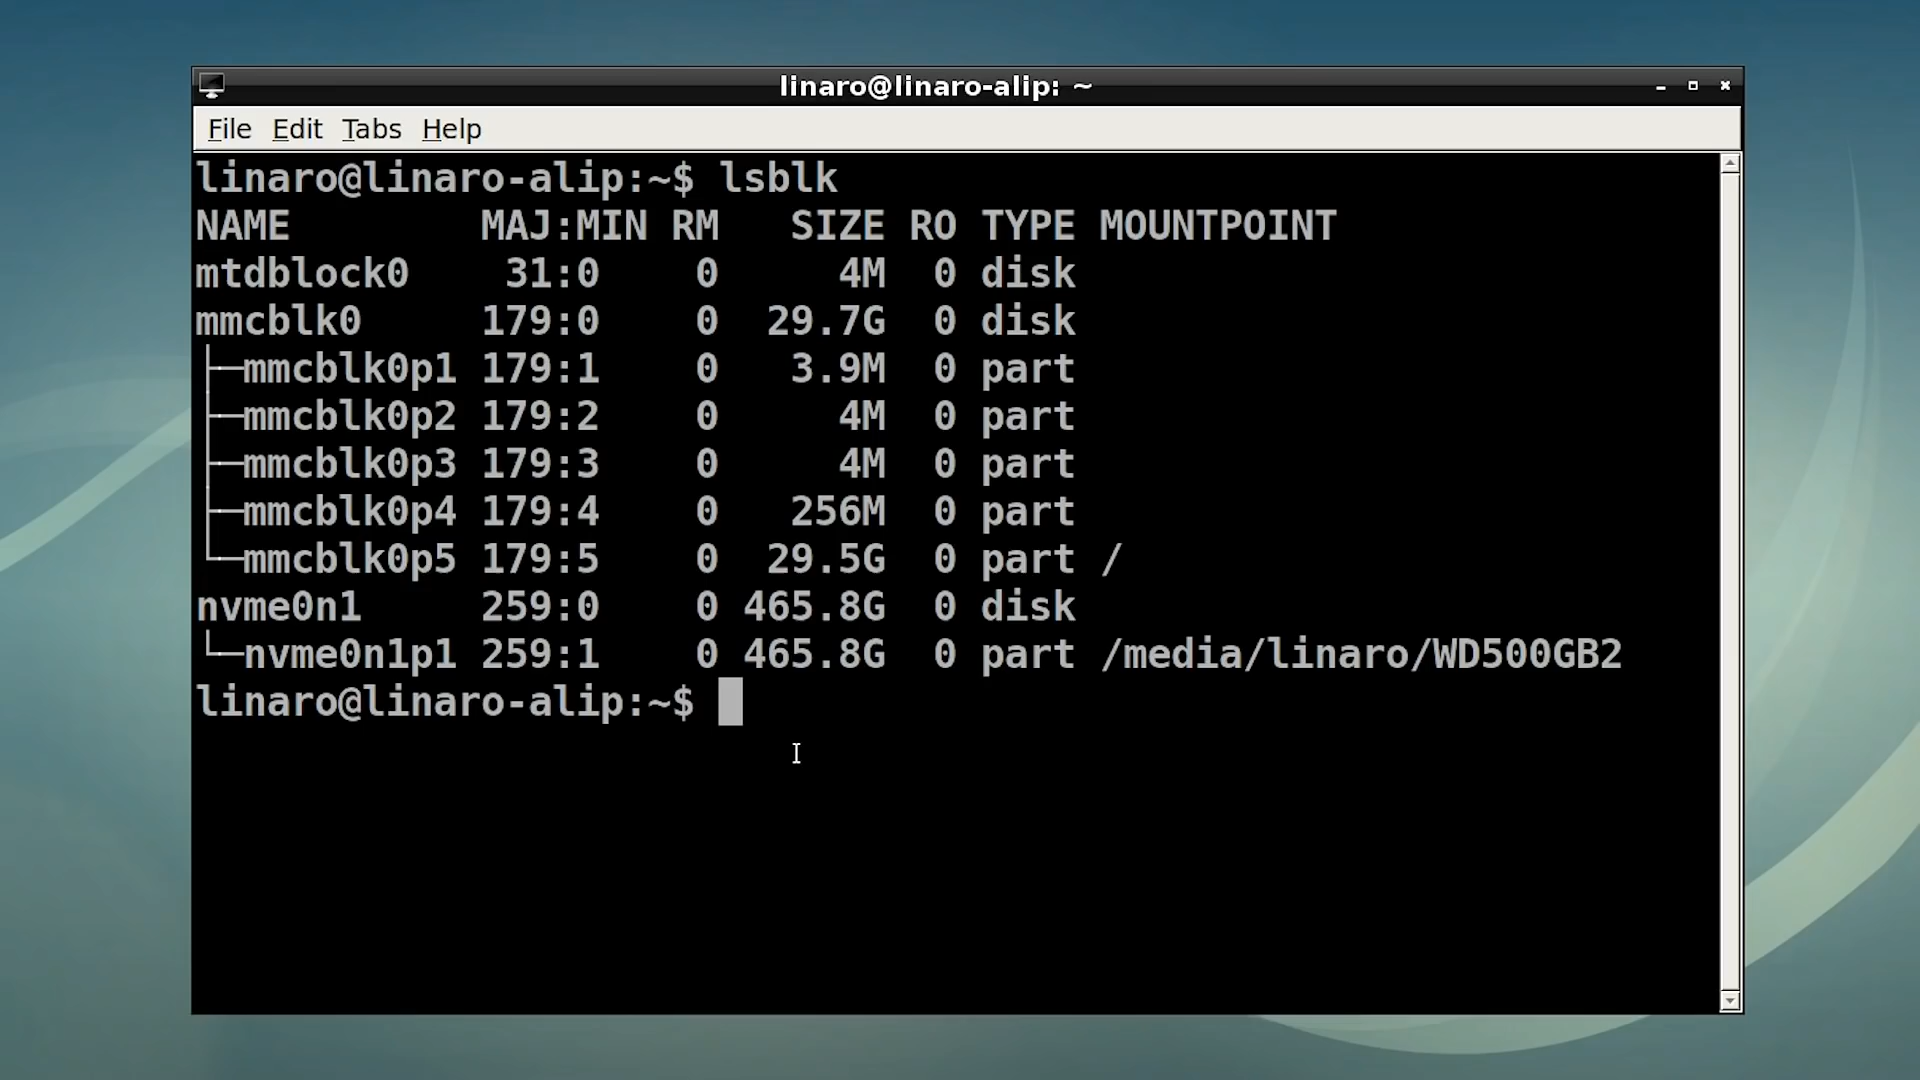 linaro@linaro-alip: ~
File Edit Tabs Help
linaro@linaro-alip:~$ lsblk
NAME        MAJ:MIN RM   SIZE RO TYPE MOUNTPOINT
mtdblock0    31:0    0     4M  0 disk
mmcblk0     179:0    0  29.7G  0 disk
├─mmcblk0p1 179:1    0   3.9M  0 part
├─mmcblk0p2 179:2    0     4M  0 part
├─mmcblk0p3 179:3    0     4M  0 part
├─mmcblk0p4 179:4    0   256M  0 part
└─mmcblk0p5 179:5    0  29.5G  0 part /
nvme0n1     259:0    0 465.8G  0 disk
└─nvme0n1p1 259:1    0 465.8G  0 part /media/linaro/WD500GB2
linaro@linaro-alip:~$